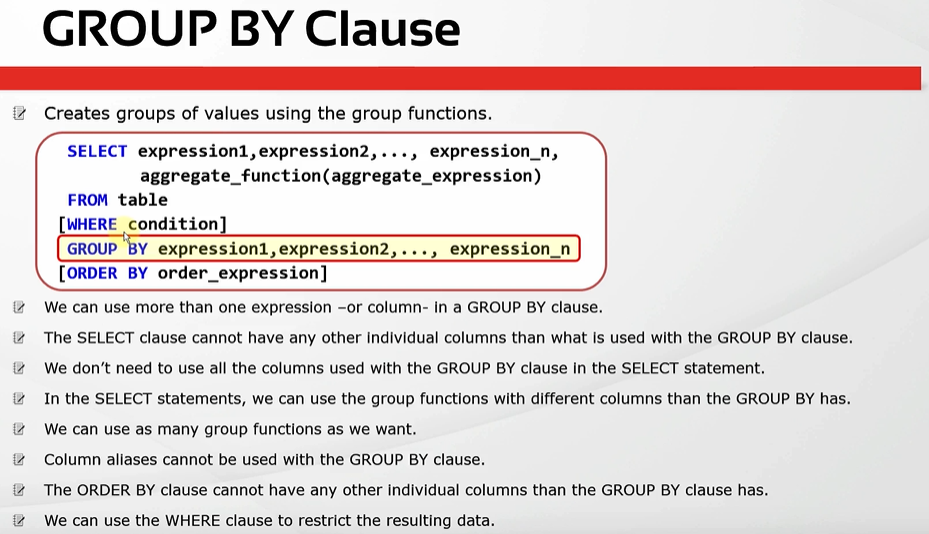 GROUP BY Clause
Creates groups of values using the group functions.
SELECT expression1,expression2,..., expression_n,
aggregate_function(aggregate_expression)
FROM table
[WHERE condition]
GROUP BY expression1,expression2,..., expression_n
[ORDER BY order_expression]
We can use more than one expression –or column- in a GROUP BY clause.
The SELECT clause cannot have any other individual columns than what is used with the GROUP BY clause.
We don’t need to use all the columns used with the GROUP BY clause in the SELECT statement.
In the SELECT statements, we can use the group functions with different columns than the GROUP BY has.
We can use as many group functions as we want.
Column aliases cannot be used with the GROUP BY clause.
The ORDER BY clause cannot have any other individual columns than the GROUP BY clause has.
We can use the WHERE clause to restrict the resulting data.